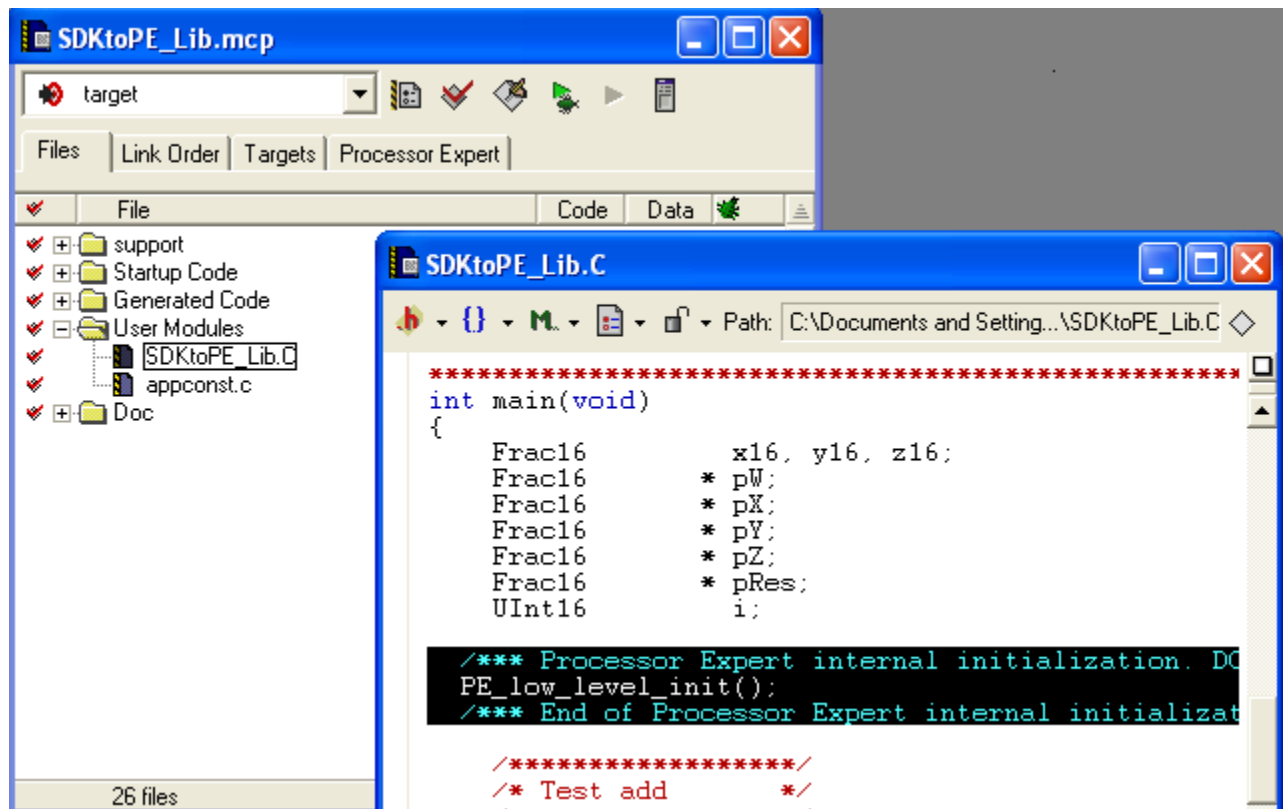 SDKtoPE_Lib.mcp
target
Files Link Order Targets Processor Expert
File Code Data
support
Startup Code
Generated Code
User Modules
SDKtoPE_Lib.C
appconst.c
Doc
26 files
SDKtoPE_Lib.C
h {} M. Path: C:\Documents and Setting...\SDKtoPE_Lib.C
***************************************************
int main(void)
{
Frac16 x16, y16, z16;
Frac16 * pW;
Frac16 * pX;
Frac16 * pY;
Frac16 * pZ;
Frac16 * pRes;
UInt16 i;
/*** Processor Expert internal initialization. DO
PE_low_level_init();
/*** End of Processor Expert internal initializat
/******************/
/* Test add */